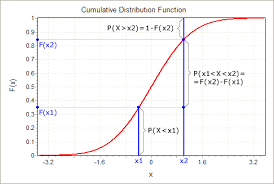 Cumulative Distribution Function
P(X>x2)=1-F(x2)
F(x2)
P(x1<X<x2)=
=F(x2)-F(x1)
F(x1)
P(X<x1)
F(x)
1
0.9
0.8
0.7
0.6
0.5
0.4
0.3
0.2
0.1
0
-3.2 -1.6 x1 0 x2 1.6 3.2
x